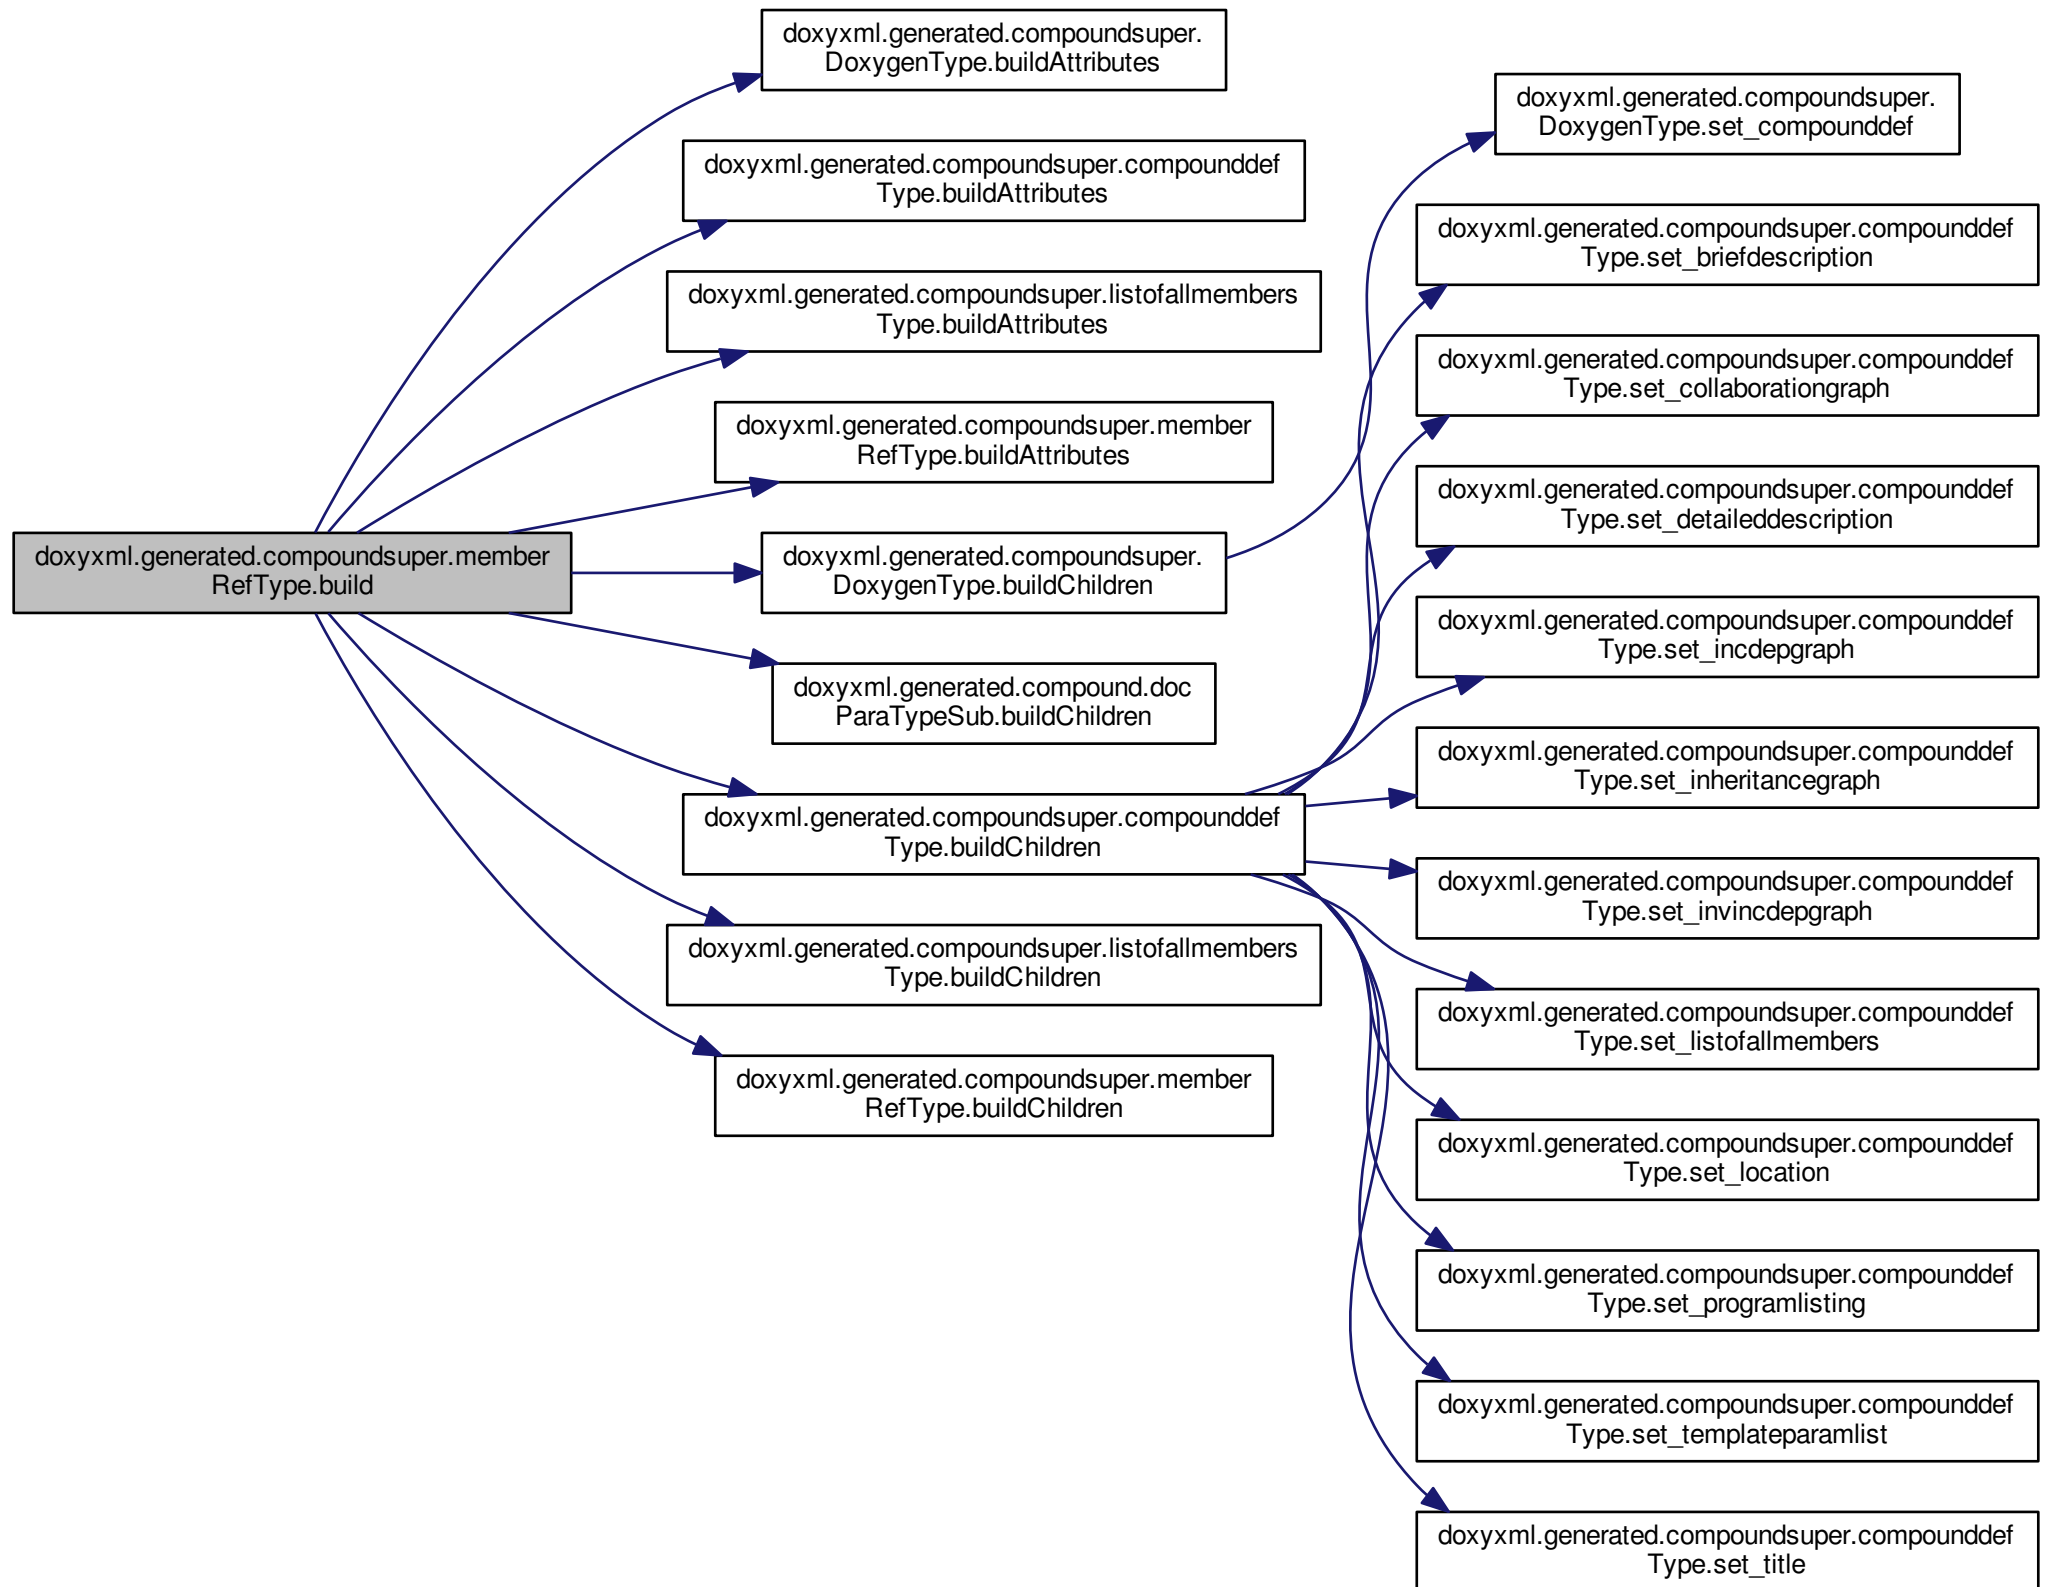 doxyxml.generated.compoundsuper.member
RefType.build
doxyxml.generated.compoundsuper.
DoxygenType.buildAttributes
doxyxml.generated.compoundsuper.compounddef
Type.buildAttributes
doxyxml.generated.compoundsuper.listofallmembers
Type.buildAttributes
doxyxml.generated.compoundsuper.member
RefType.buildAttributes
doxyxml.generated.compoundsuper.
DoxygenType.buildChildren
doxyxml.generated.compound.doc
ParaTypeSub.buildChildren
doxyxml.generated.compoundsuper.compounddef
Type.buildChildren
doxyxml.generated.compoundsuper.listofallmembers
Type.buildChildren
doxyxml.generated.compoundsuper.member
RefType.buildChildren
doxyxml.generated.compoundsuper.
DoxygenType.set_compounddef
doxyxml.generated.compoundsuper.compounddef
Type.set_briefdescription
doxyxml.generated.compoundsuper.compounddef
Type.set_collaborationgraph
doxyxml.generated.compoundsuper.compounddef
Type.set_detaileddescription
doxyxml.generated.compoundsuper.compounddef
Type.set_incdepgraph
doxyxml.generated.compoundsuper.compounddef
Type.set_inheritancegraph
doxyxml.generated.compoundsuper.compounddef
Type.set_invincdepgraph
doxyxml.generated.compoundsuper.compounddef
Type.set_listofallmembers
doxyxml.generated.compoundsuper.compounddef
Type.set_location
doxyxml.generated.compoundsuper.compounddef
Type.set_programlisting
doxyxml.generated.compoundsuper.compounddef
Type.set_templateparamlist
doxyxml.generated.compoundsuper.compounddef
Type.set_title